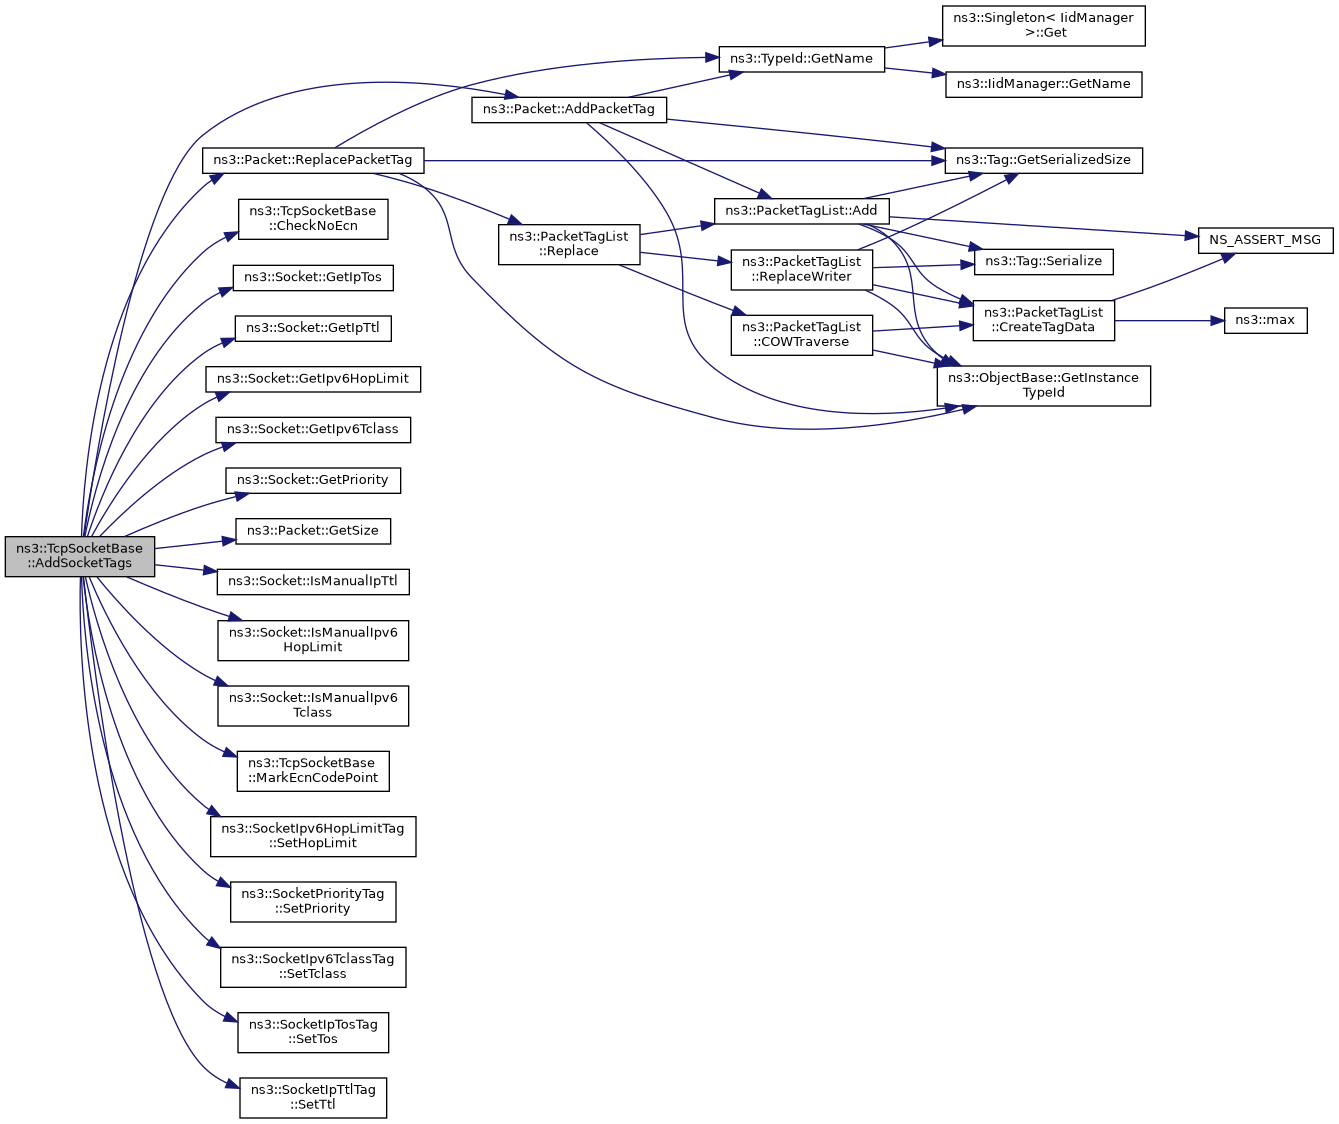 ns3::Singleton< IidManager
>::Get
ns3::TypeId::GetName
ns3::IidManager::GetName
ns3::Packet::AddPacketTag
ns3::Packet::ReplacePacketTag
ns3::Tag::GetSerializedSize
ns3::TcpSocketBase
::CheckNoEcn
ns3::PacketTagList::Add
ns3::PacketTagList
::Replace
NS_ASSERT_MSG
ns3::Socket::GetIpTos
ns3::PacketTagList
::ReplaceWriter
ns3::Tag::Serialize
ns3::Socket::GetIpTtl
ns3::PacketTagList
::COWTraverse
ns3::PacketTagList
::CreateTagData
ns3::max
ns3::Socket::GetIpv6HopLimit
ns3::ObjectBase::GetInstance
TypeId
ns3::Socket::GetIpv6Tclass
ns3::Socket::GetPriority
ns3::Packet::GetSize
ns3::TcpSocketBase
::AddSocketTags
ns3::Socket::IsManualIpTtl
ns3::Socket::IsManualIpv6
HopLimit
ns3::Socket::IsManualIpv6
Tclass
ns3::TcpSocketBase
::MarkEcnCodePoint
ns3::SocketIpv6HopLimitTag
::SetHopLimit
ns3::SocketPriorityTag
::SetPriority
ns3::SocketIpv6TclassTag
::SetTclass
ns3::SocketIpTosTag
::SetTos
ns3::SocketIpTtlTag
::SetTtl